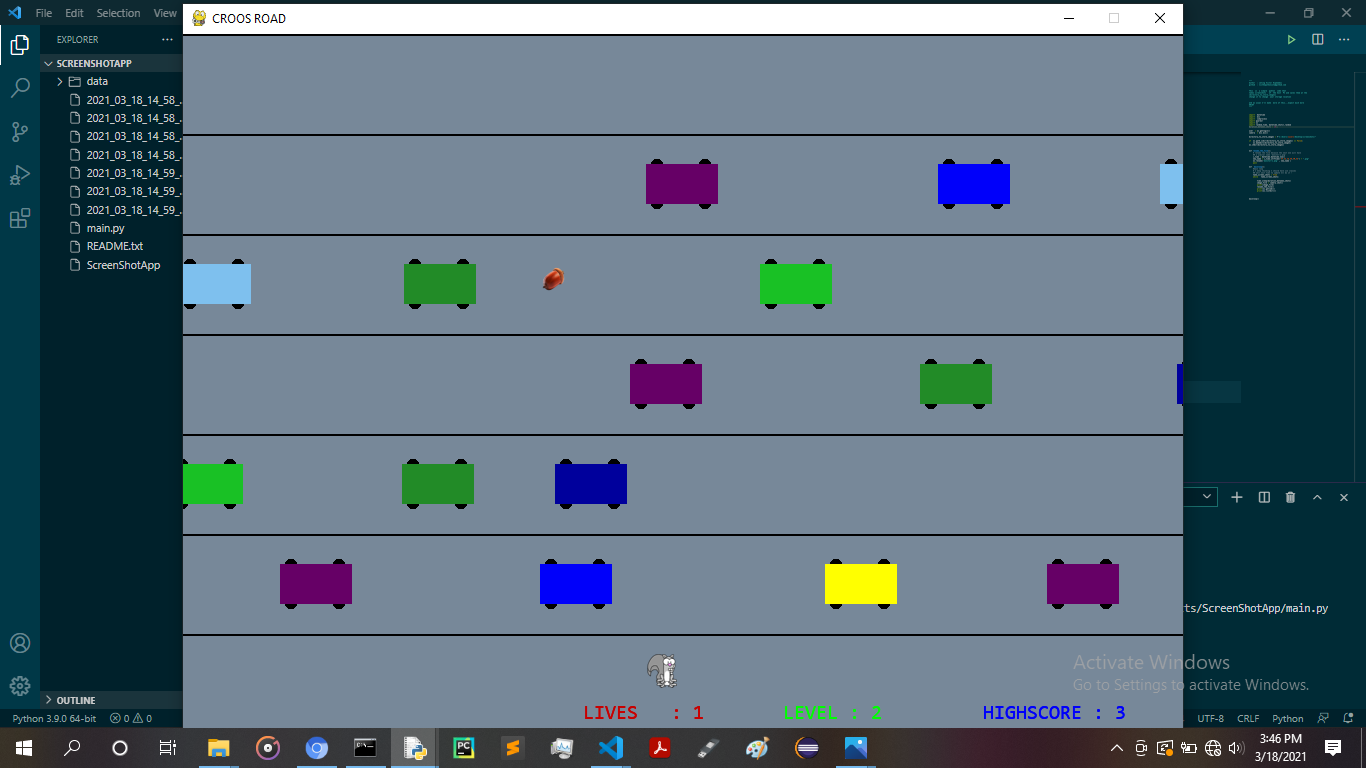 File Edit Selection View
CROOS ROAD
EXPLORER
SCREENSHOTAPP
data
2021_03_18_14_58_...
2021_03_18_14_58_...
2021_03_18_14_58_...
2021_03_18_14_58_...
2021_03_18_14_59_...
2021_03_18_14_59_...
2021_03_18_14_59_...
main.py
README.txt
ScreenShotApp
OUTLINE
ts/ScreenShotApp/main.py
Activate Windows
Go to Settings to activate Windows.
LIVES : 1
LEVEL : 2
HIGHSCORE : 3
Python 3.9.0 64-bit 0 0
UTF-8 CRLF Python
PC
3:46 PM
3/18/2021